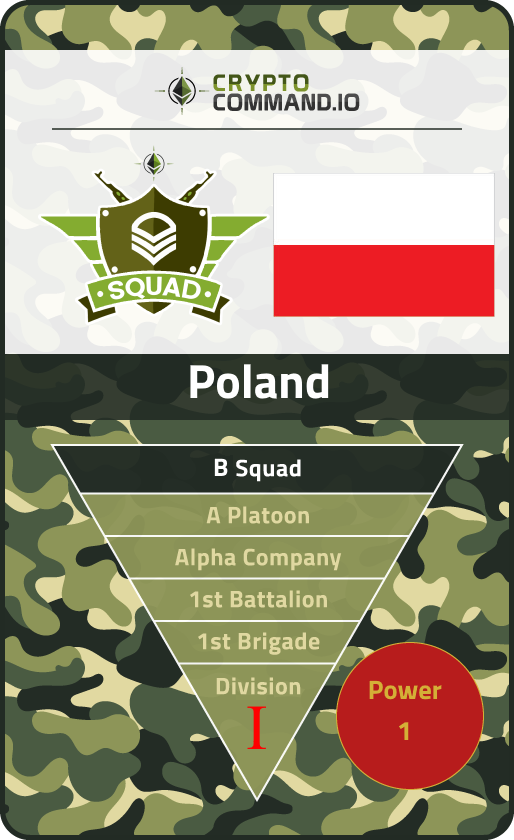 CRYPTO
COMMAND.IO
SQUAD
Poland
B Squad
A Platoon
Alpha Company
1st Battalion
1st Brigade
Division
I
Power
1